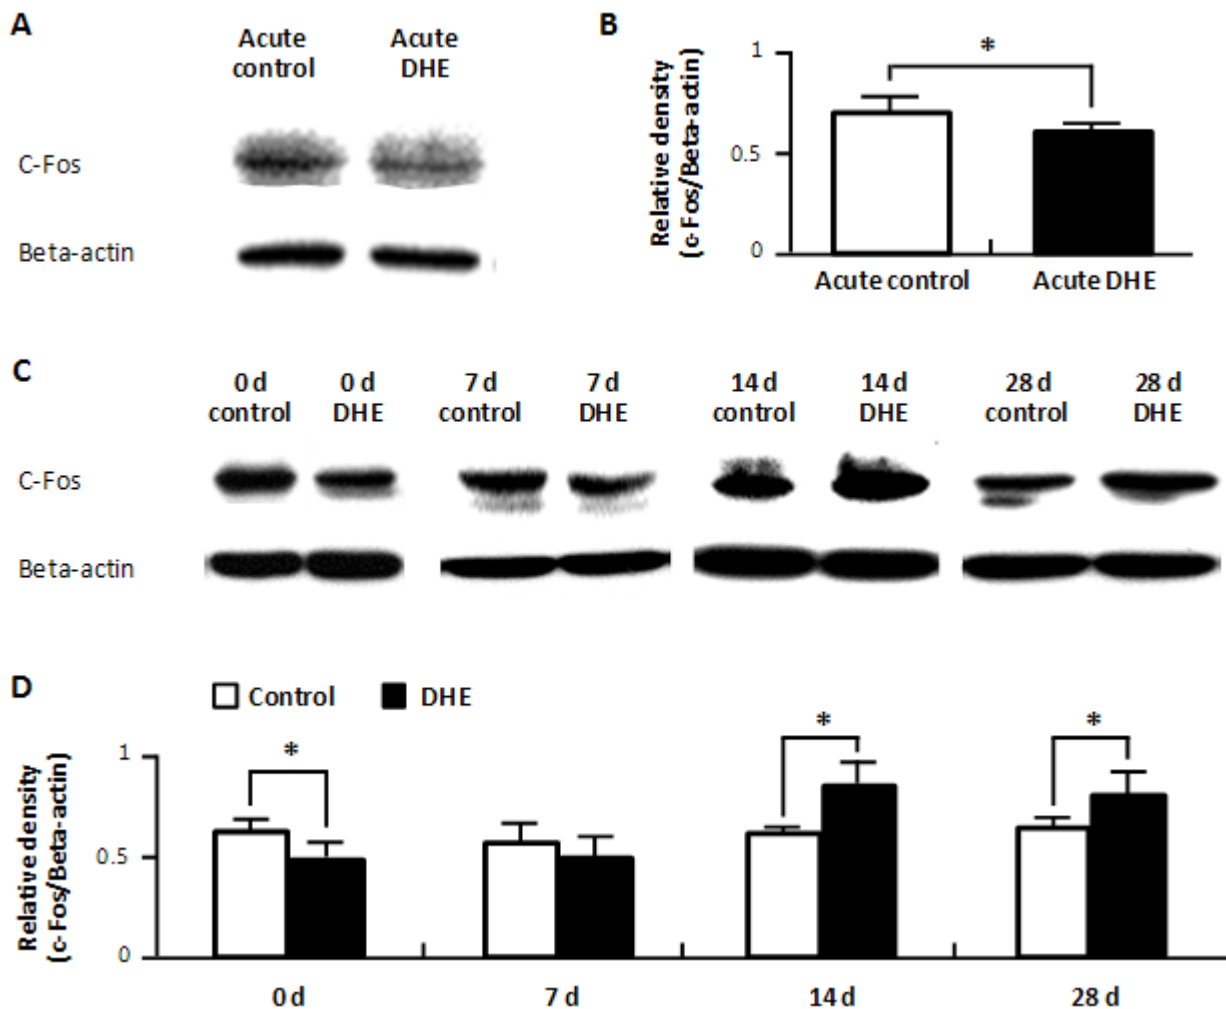 A
Acute
control
Acute
DHE
C-Fos
Beta-actin
B
Relative density
(c-Fos/Beta-actin)
1
0.5
0
*
Acute control
Acute DHE
C
0 d
control
0 d
DHE
7 d
control
7 d
DHE
14 d
control
14 d
DHE
28 d
control
28 d
DHE
C-Fos
Beta-actin
D
Control
DHE
Relative density
(c-Fos/Beta-actin)
1
0.5
0
*
*
*
0 d
7 d
14 d
28 d